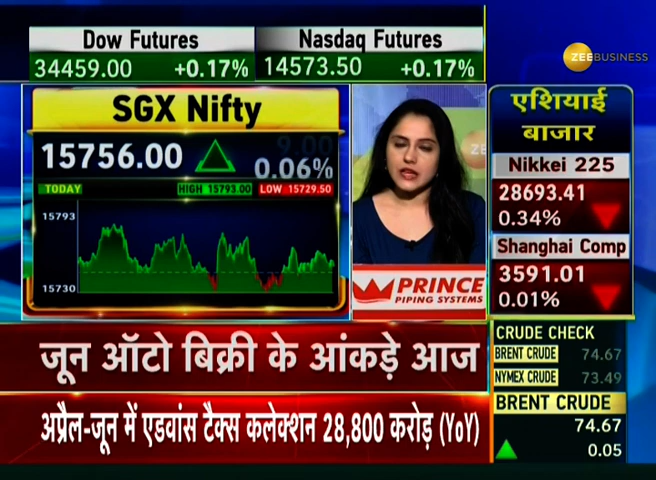 Dow Futures
34459.00 +0.17%
Nasdaq Futures
14573.50 +0.17%
ZEEBUSINESS
SGX Nifty
15756.00
9.00
0.06%
TODAY
HIGH 15793.00
LOW 15729.50
15793
15730
PRINCE
PIPING SYSTEMS
एशियाई
बाजार
Nikkei 225
28693.41
0.34%
Shanghai Comp
3591.01
0.01%
जून ऑटो बिक्री के आंकड़े आज
अप्रैल-जून में एडवांस टैक्स कलेक्शन 28,800 करोड़ (YoY)
CRUDE CHECK
BRENT CRUDE 74.67
NYMEX CRUDE 73.49
BRENT CRUDE
74.67
0.05